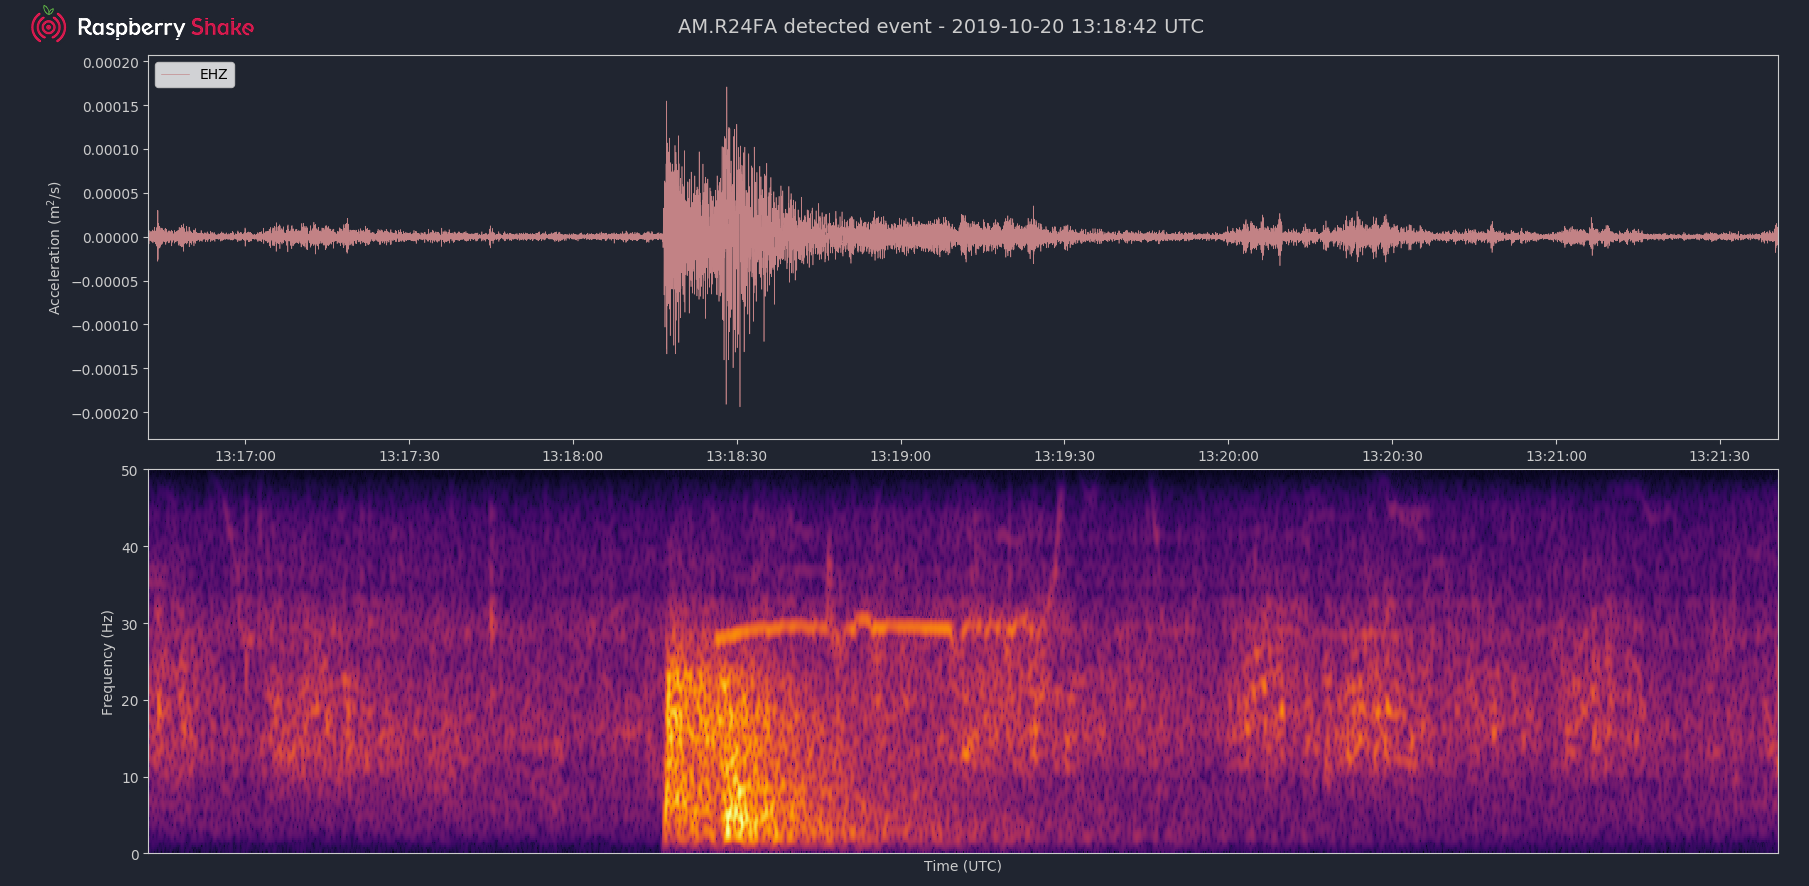 Raspberry Shake
AM.R24FA detected event - 2019-10-20 13:18:42 UTC
EHZ
Acceleration (m²/s)
0.00020
0.00015
0.00010
0.00005
0.00000
−0.00005
−0.00010
−0.00015
−0.00020
13:17:00 13:17:30 13:18:00 13:18:30 13:19:00 13:19:30 13:20:00 13:20:30 13:21:00 13:21:30
Frequency (Hz)
50
40
30
20
10
0
Time (UTC)